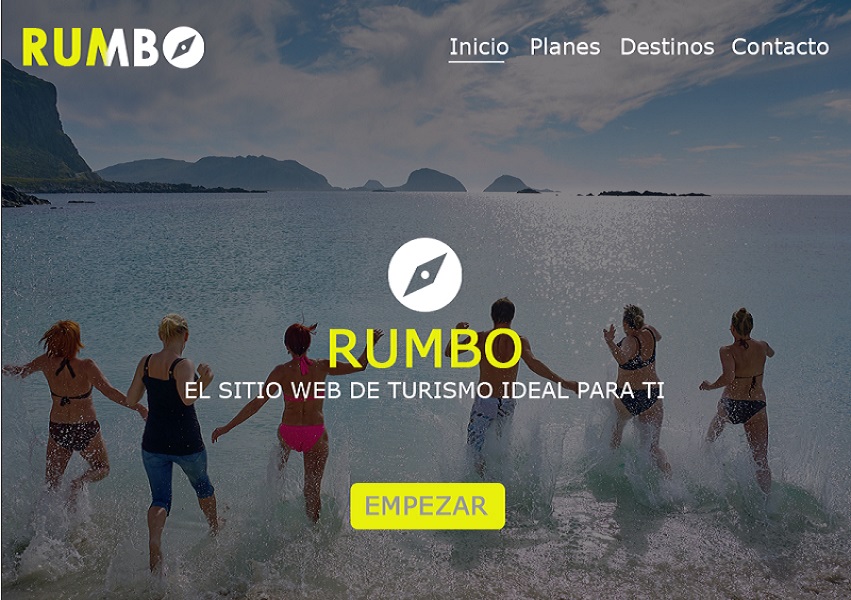 RUMBO
Inicio Planes Destinos Contacto
RUMBO
EL SITIO WEB DE TURISMO IDEAL PARA TI
EMPEZAR